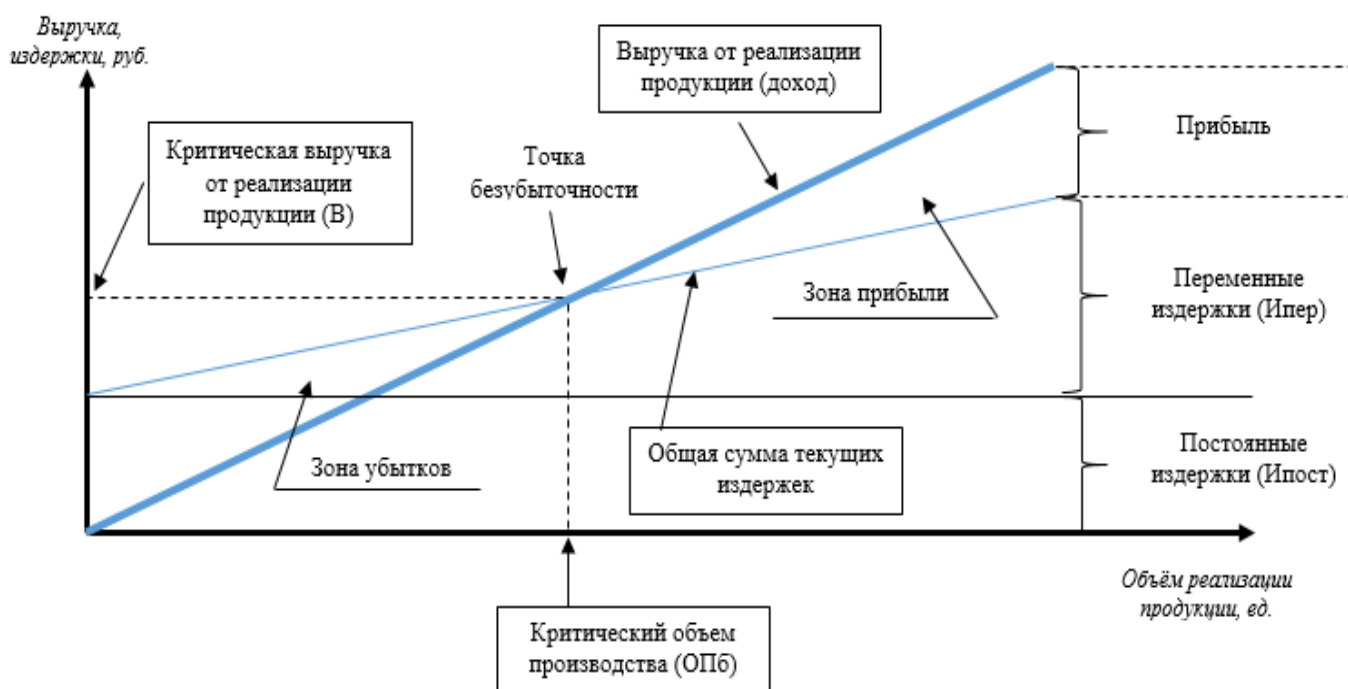 Выручка,
издержки, руб.
Выручка от реализации
продукции (доход)
Прибыль
Критическая выручка
от реализации
продукции (В)
Точка
безубыточности
Зона прибыли
Переменные
издержки (Ипер)
Зона убытков
Общая сумма текущих
издержек
Постоянные
издержки (Ипост)
Объём реализации
продукции, ед.
Критический объем
производства (ОПб)